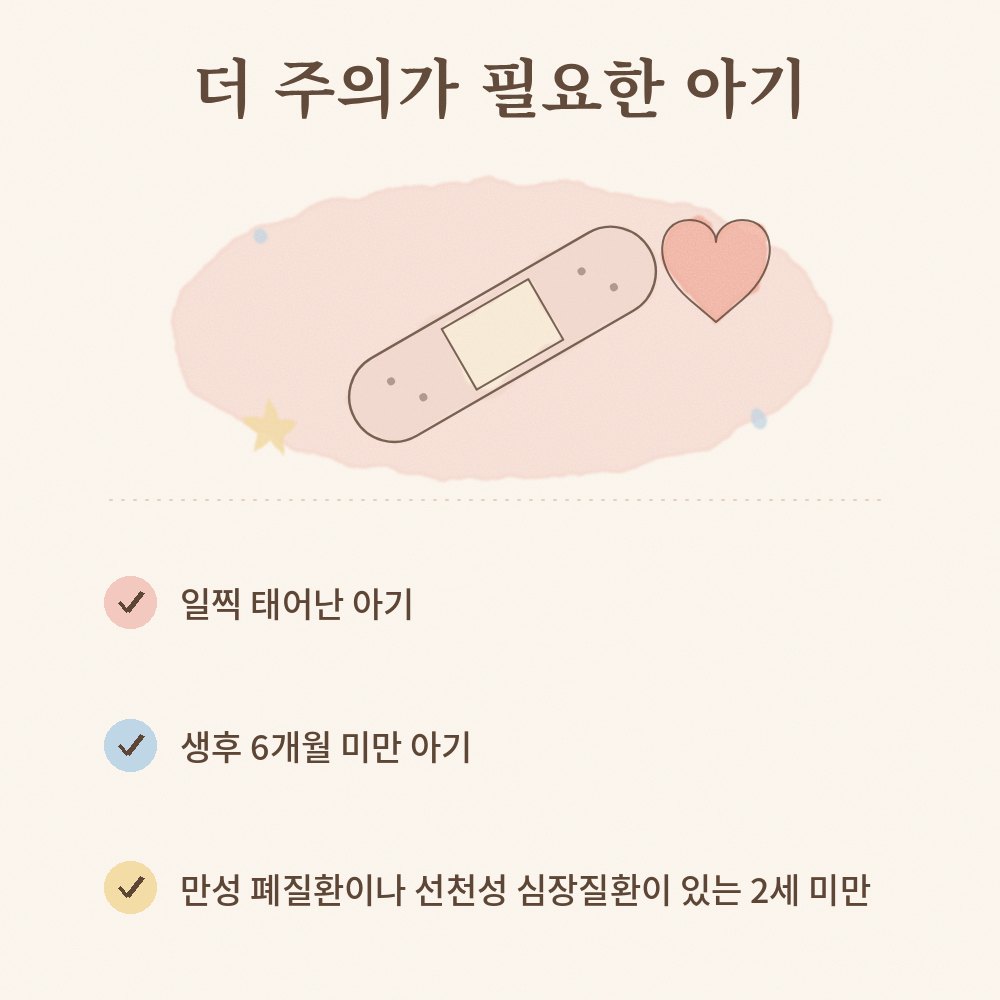 더 주의가 필요한 아기
일찍 태어난 아기
생후 6개월 미만 아기
만성 폐질환이나 선천성 심장질환이 있는 2세 미만